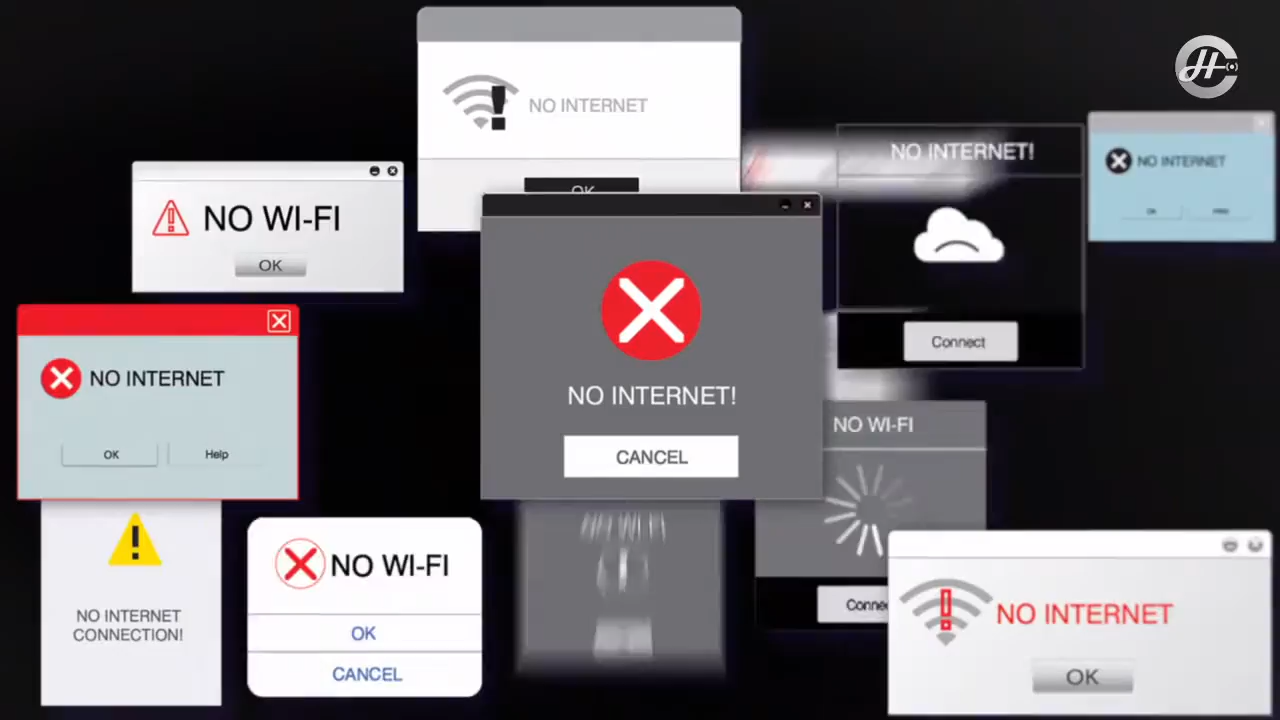 NO INTERNET
OK
NO WI-FI
OK
NO INTERNET!
Connect
NO INTERNET
NO INTERNET
OK
Help
NO INTERNET!
CANCEL
NO WI-FI
NO INTERNET
CONNECTION!
NO WI-FI
OK
CANCEL
NO INTERNET
OK